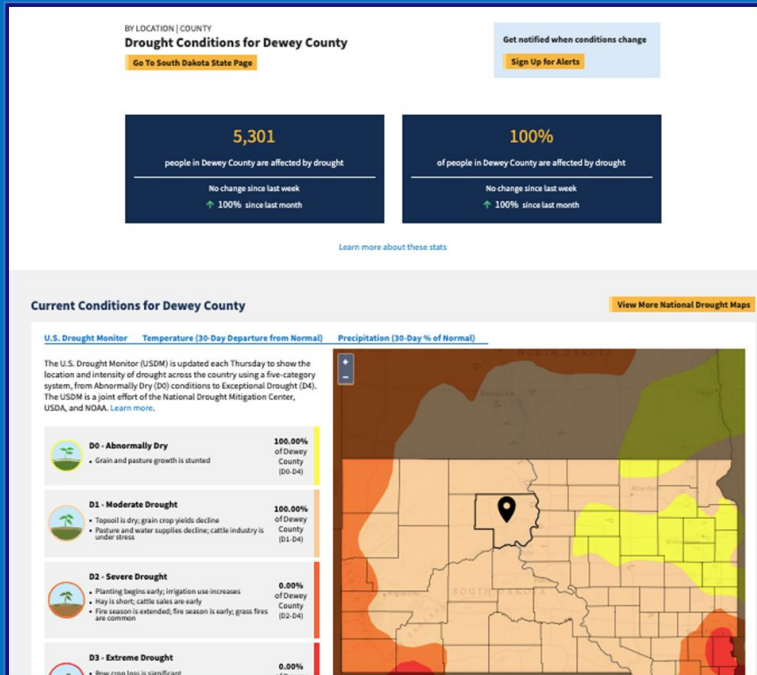 BY LOCATION | COUNTY
Drought Conditions for Dewey County
Go To South Dakota State Page
Get notified when conditions change
Sign Up for Alerts
5,301
people in Dewey County are affected by drought
No change since last week
↑ 100% since last month
100%
of people in Dewey County are affected by drought
No change since last week
↑ 100% since last month
Learn more about these stats
Current Conditions for Dewey County
View More National Drought Maps
U.S. Drought Monitor
Temperature (30-Day Departure from Normal)
Precipitation (30-Day % of Normal)
The U.S. Drought Monitor (USDM) is updated each Thursday to show the
location and intensity of drought across the country using a five-category
system, from Abnormally Dry (D0) conditions to Exceptional Drought (D4).
The USDM is a joint effort of the National Drought Mitigation Center,
USDA, and NOAA. Learn more.
D0 - Abnormally Dry
• Grain and pasture growth is stunted
100.00%
of Dewey
County
(D0-D4)
D1 - Moderate Drought
• Topsoil is dry; grain crop yields decline
• Pasture and water supplies decline; cattle industry is
under stress
100.00%
of Dewey
County
(D1-D4)
D2 - Severe Drought
• Planting begins early; irrigation use increases
• Hay is short; cattle sales are early
• Fire season is extended; fire season is early; grass fires
are common
0.00%
of Dewey
County
(D2-D4)
D3 - Extreme Drought
• Row crop loss is significant
0.00%
+
−
NORTH DAKOTA
SOUTH DAKOTA